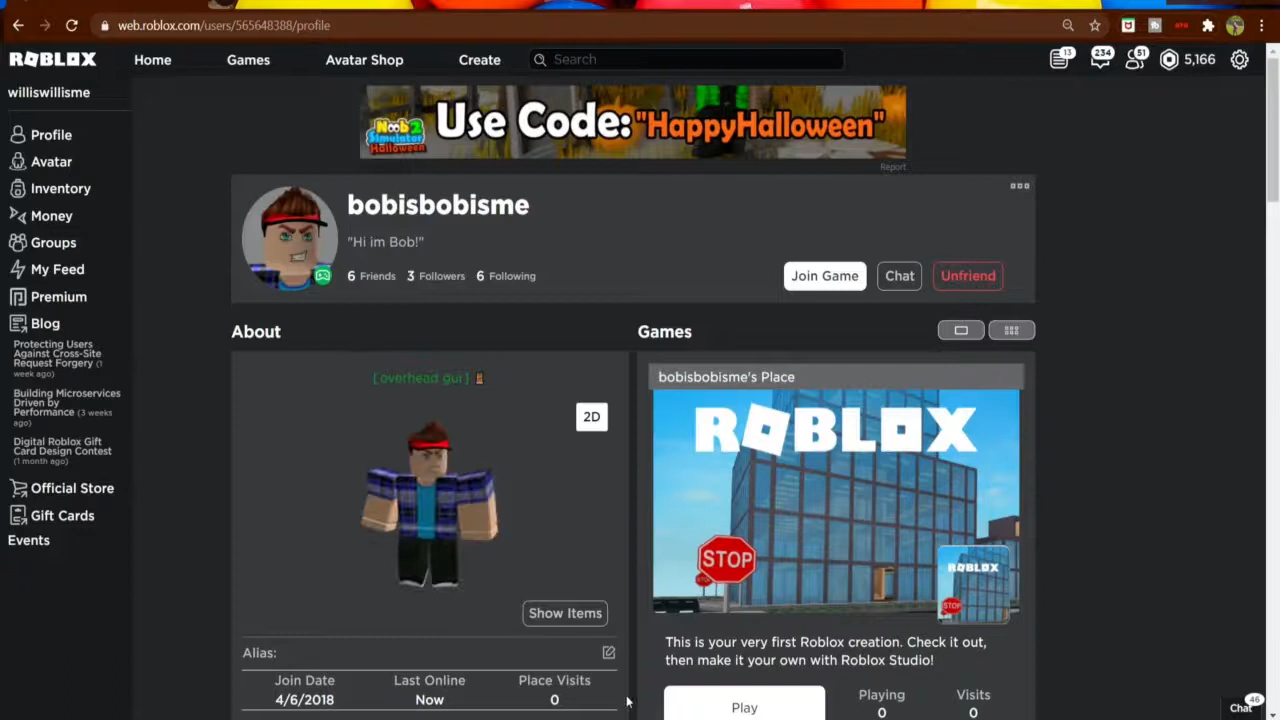 web.roblox.com/users/565648388/profile
ROBLOX
Home
Games
Avatar Shop
Create
Search
13
234
51
5,166
williswillisme
Profile
Avatar
Inventory
Money
Groups
My Feed
Premium
Blog
Protecting Users
Against Cross-Site
Request Forgery (1
week ago)
Building Microservices
Driven by
Performance (3 weeks
ago)
Digital Roblox Gift
Card Design Contest
(1 month ago)
Official Store
Gift Cards
Events
Noob
Simulator 2
Halloween
Use Code: "HappyHalloween"
Report
bobisbobisme
"Hi im Bob!"
6 Friends 3 Followers 6 Following
Join Game
Chat
Unfriend
About
[ overhead gui ]
2D
Show Items
Alias:
Join Date Last Online Place Visits
4/6/2018 Now 0
Games
bobisbobisme's Place
ROBLOX
STOP
ROBLOX
STOP
This is your very first Roblox creation. Check it out,
then make it your own with Roblox Studio!
Play
Playing Visits
0 0
Chat
46